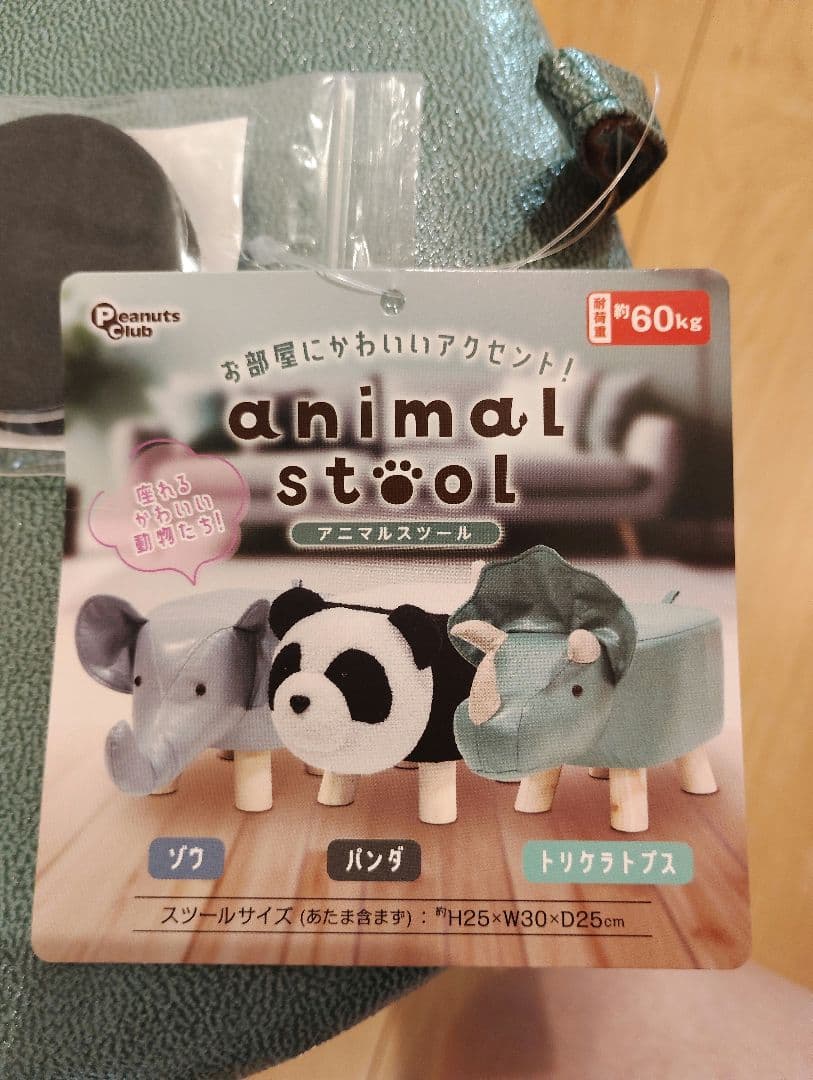 Peanuts
Club
耐荷重
約60kg
お部屋にかわいいアクセント!
animal
stool
アニマルスツール
座れる
かわいい
動物たち!
ゾウ
パンダ
トリケラトプス
スツールサイズ (あたま含まず) : 約H25×W30×D25cm